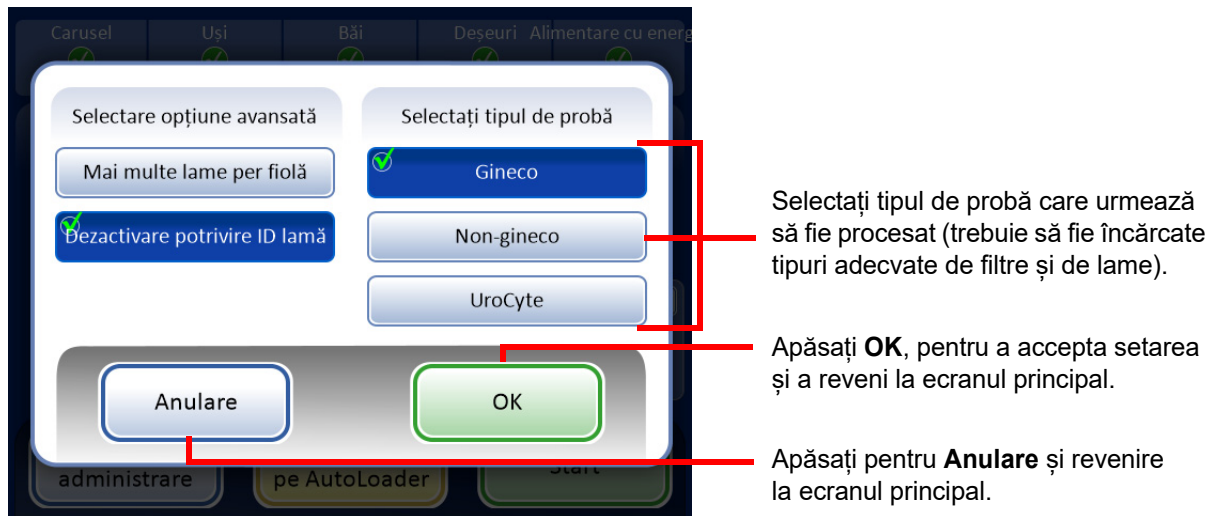 Carusel Uși Băi Deșeuri Alimentare cu energ
Selectare opțiune avansată
Mai multe lame per fiolă
Dezactivare potrivire ID lamă
Selectați tipul de probă
Gineco
Non-gineco
UroCyte
Anulare
OK
administrare
pe AutoLoader
Start
Selectați tipul de probă care urmează
să fie procesat (trebuie să fie încărcate
tipuri adecvate de filtre și de lame).
Apăsați OK, pentru a accepta setarea
și a reveni la ecranul principal.
Apăsați pentru Anulare și revenire
la ecranul principal.